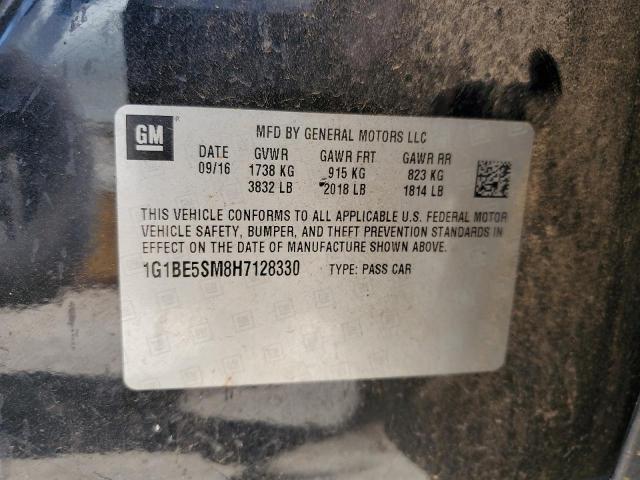 GM ®
MFD BY GENERAL MOTORS LLC
DATE GVWR GAWR FRT GAWR RR
09/16 1738 KG 915 KG 823 KG
3832 LB 2018 LB 1814 LB
THIS VEHICLE CONFORMS TO ALL APPLICABLE U.S. FEDERAL MOTOR
VEHICLE SAFETY, BUMPER, AND THEFT PREVENTION STANDARDS IN
EFFECT ON THE DATE OF MANUFACTURE SHOWN ABOVE.
1G1BE5SM8H7128330 TYPE: PASS CAR